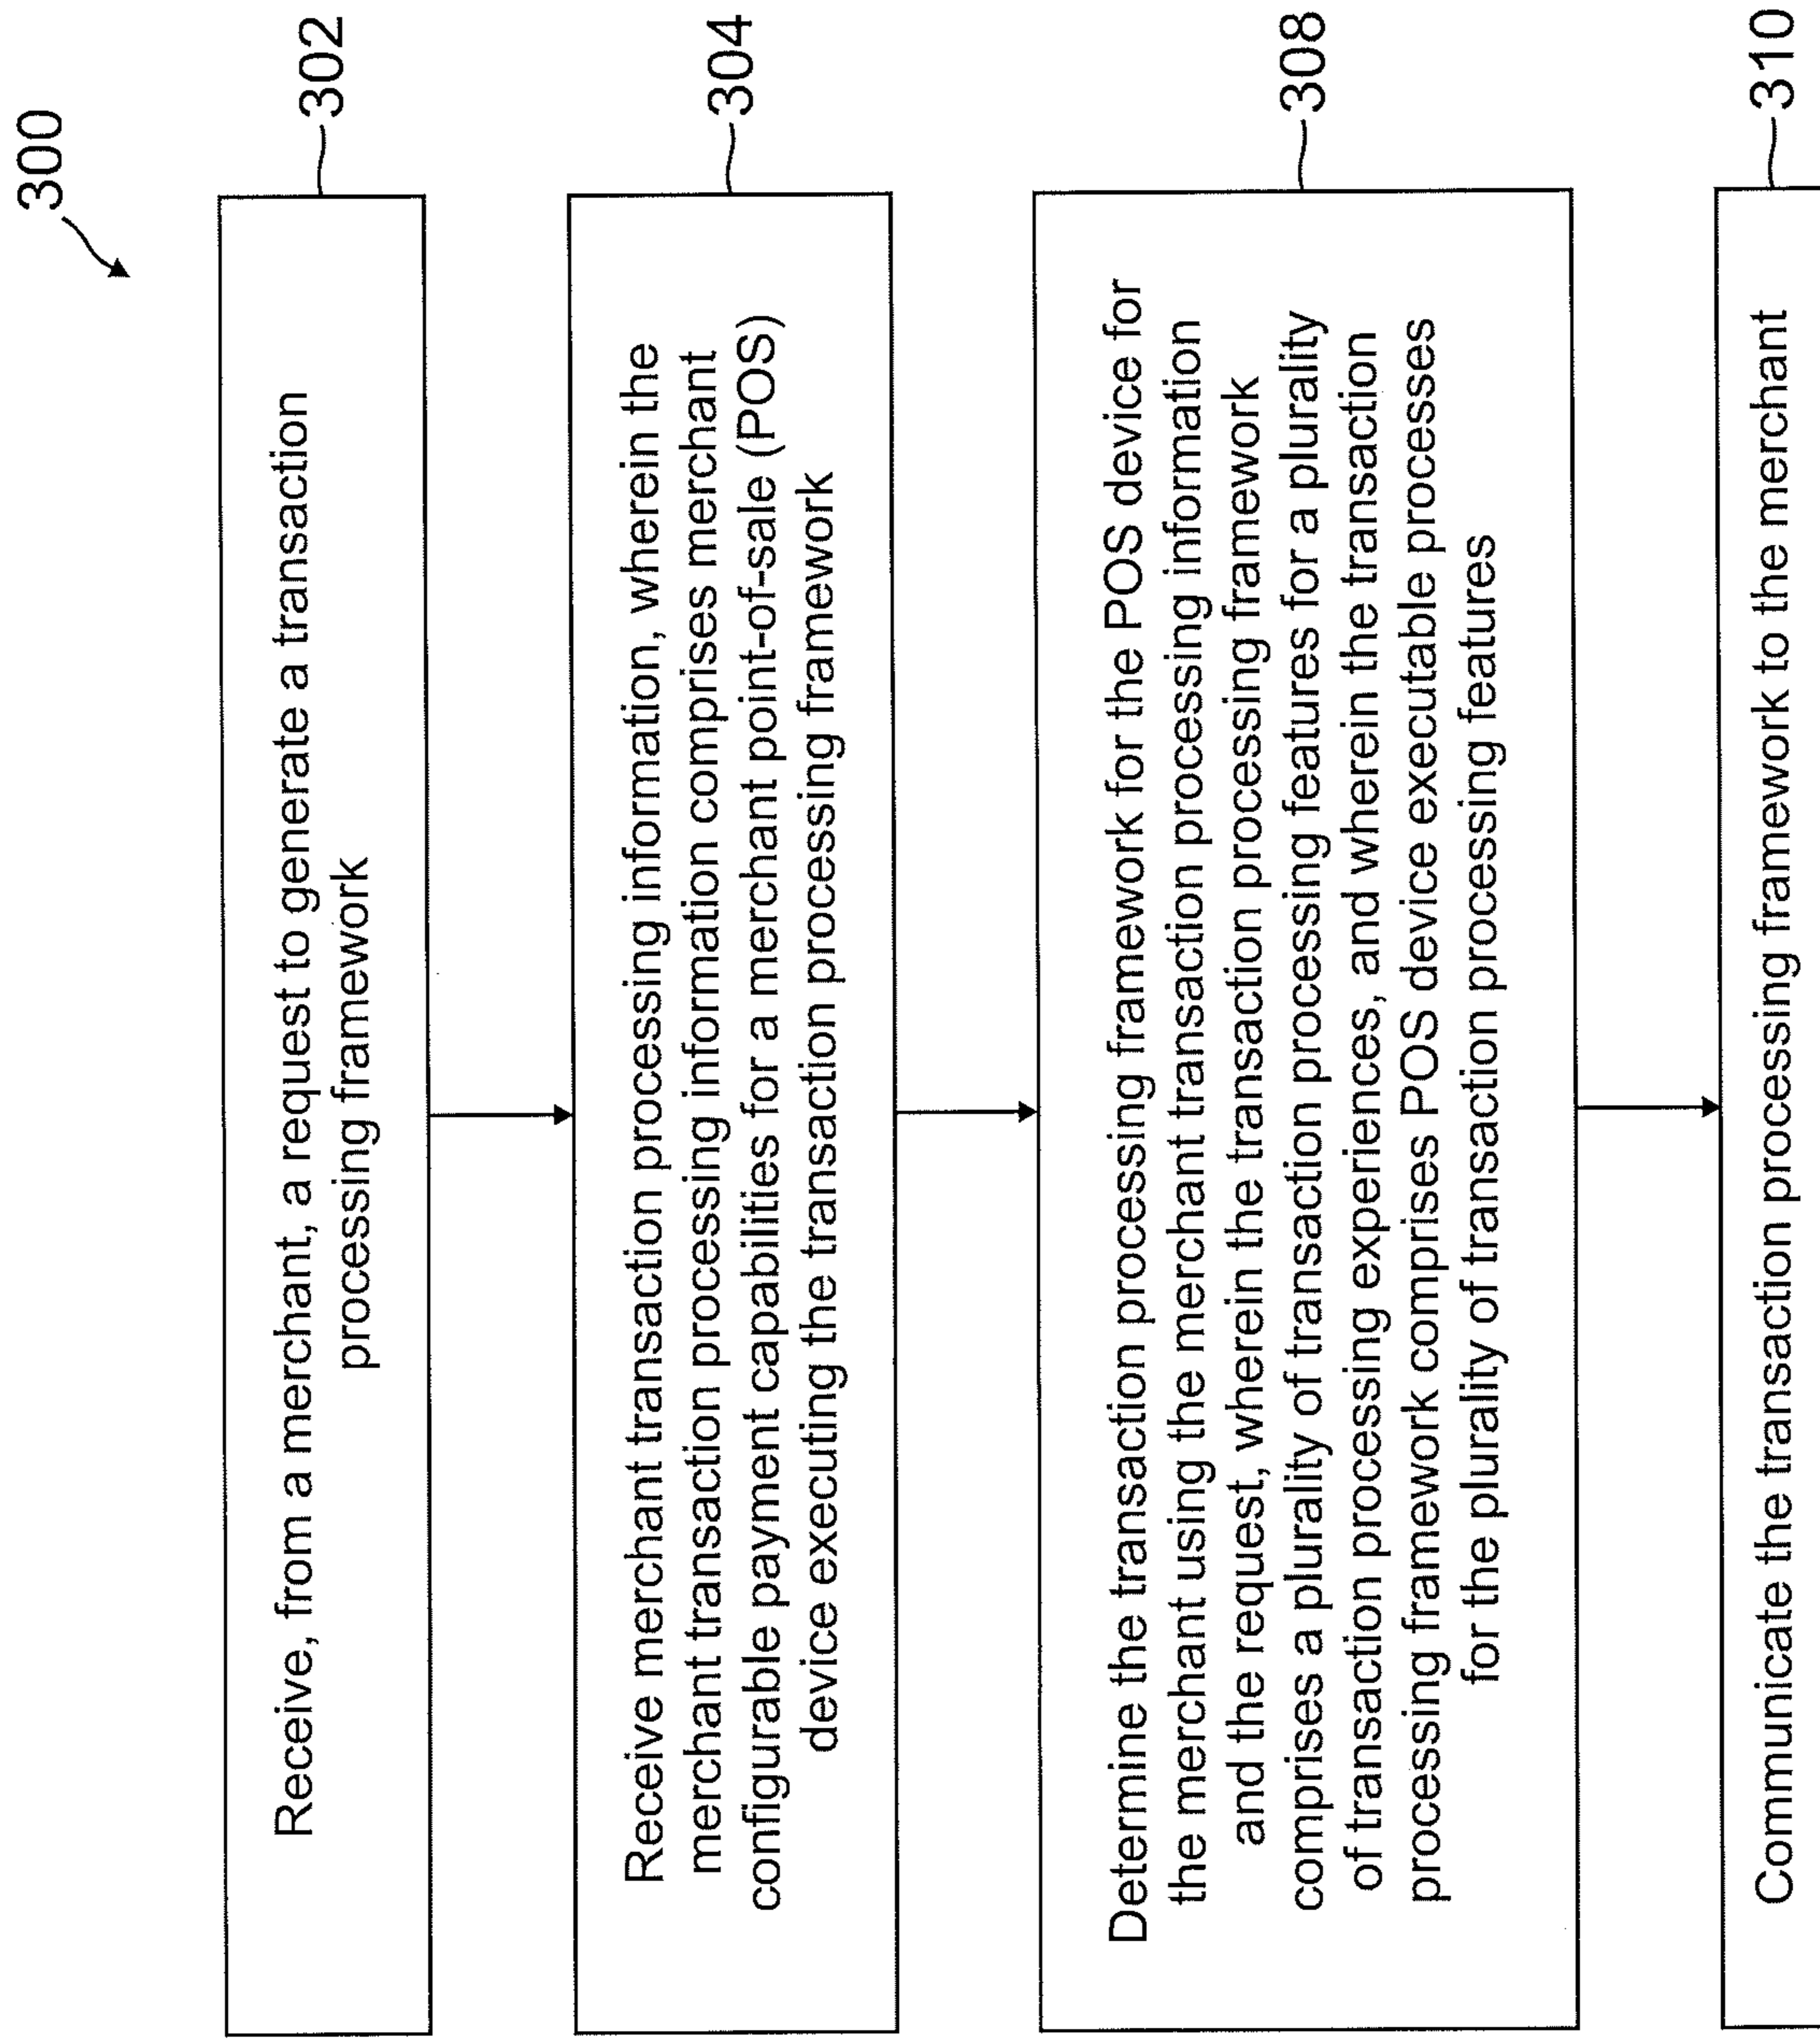 300
Receive, from a merchant, a request to generate a transaction
processing framework
302
Receive merchant transaction processing information, wherein the
merchant transaction processing information comprises merchant
configurable payment capabilities for a merchant point-of-sale (POS)
device executing the transaction processing framework
304
Determine the transaction processing framework for the POS device for
the merchant using the merchant transaction processing information
and the request, wherein the transaction processing framework
comprises a plurality of transaction processing features for a plurality
of transaction processing experiences, and wherein the transaction
processing framework comprises POS device executable processes
for the plurality of transaction processing features
308
Communicate the transaction processing framework to the merchant
310